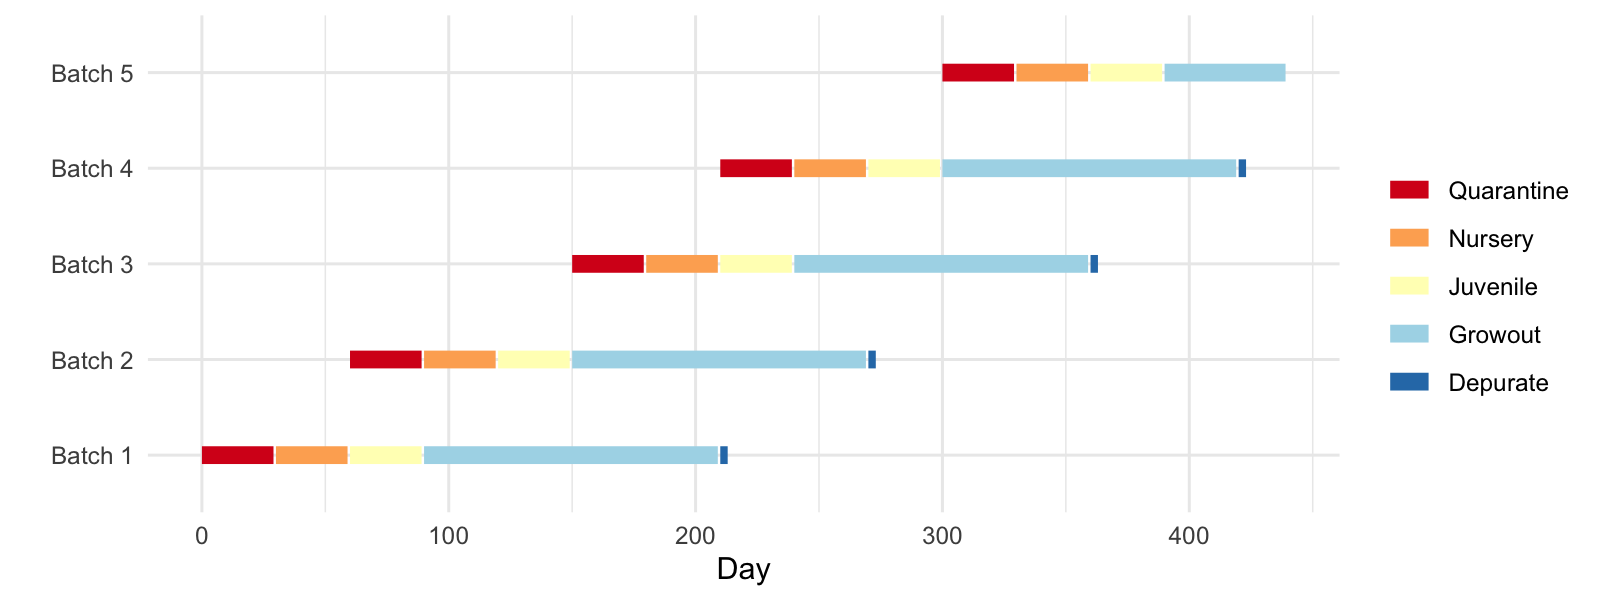 Batch 5
Batch 4
Batch 3
Batch 2
Batch 1
0 100 200 300 400
Day
Quarantine
Nursery
Juvenile
Growout
Depurate